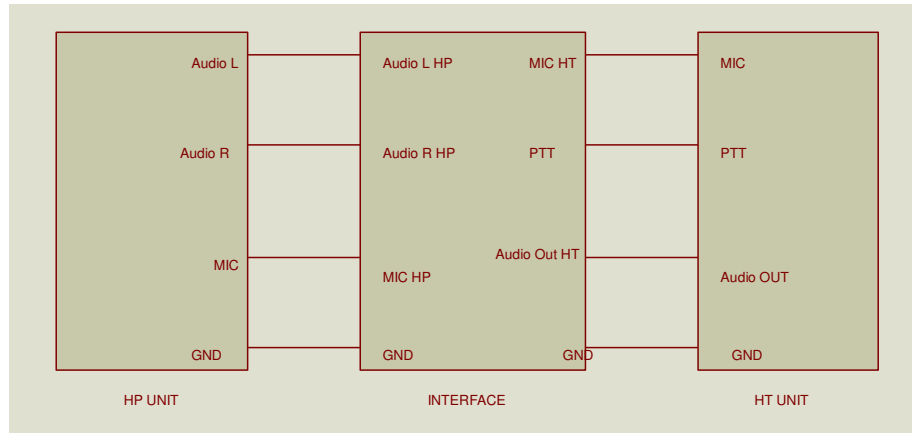 Audio L
Audio L HP
MIC HT
MIC
Audio R
Audio R HP
PTT
PTT
MIC
MIC HP
Audio Out HT
Audio OUT
GND
GND
GND
GND
HP UNIT
INTERFACE
HT UNIT